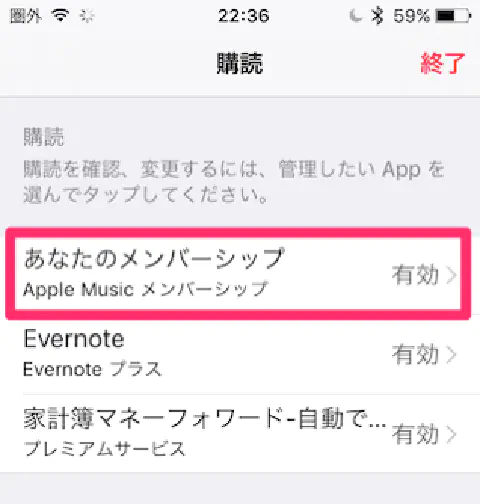 圏外 22:36 59%
購読 終了
購読
購読を確認、変更するには、管理したい App を
選んでタップしてください。
あなたのメンバーシップ
Apple Music メンバーシップ
有効
Evernote
Evernote プラス
有効
家計簿マネーフォワード-自動で...
プレミアムサービス
有効